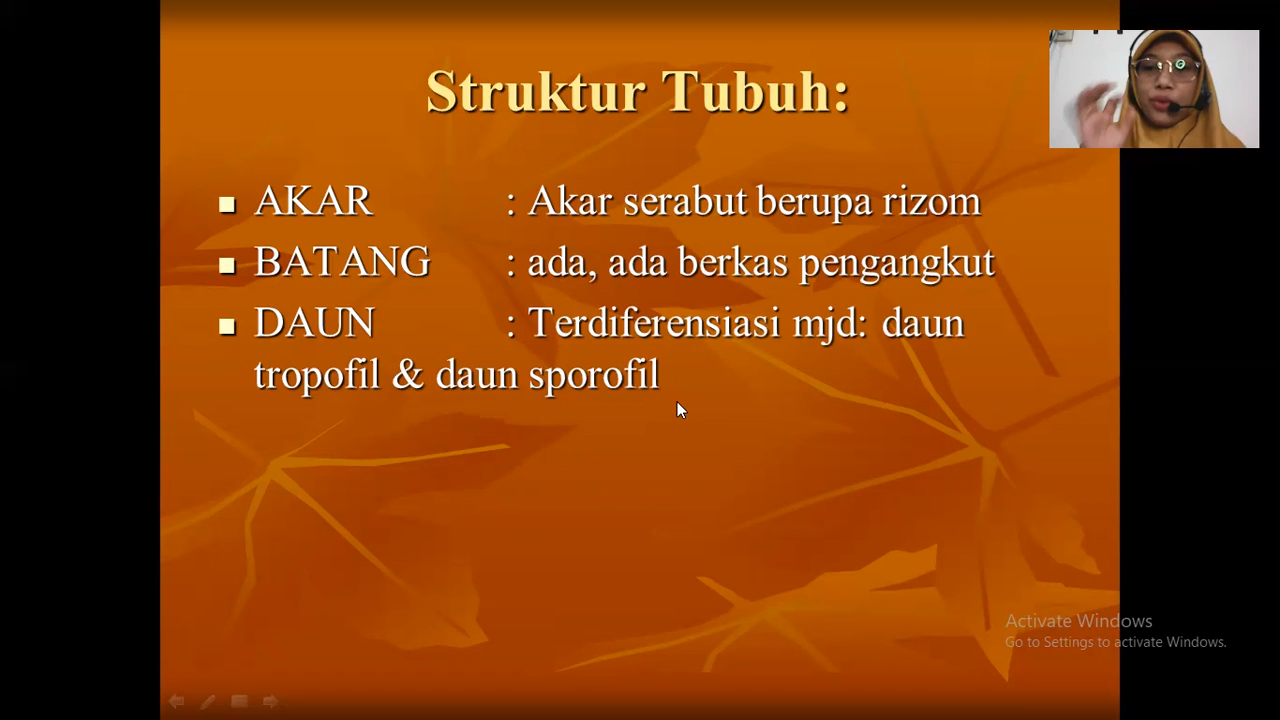 Struktur Tubuh:
AKAR : Akar serabut berupa rizom
BATANG : ada, ada berkas pengangkut
DAUN : Terdiferensiasi mjd: daun
tropofil & daun sporofil
Activate Windows
Go to Settings to activate Windows.